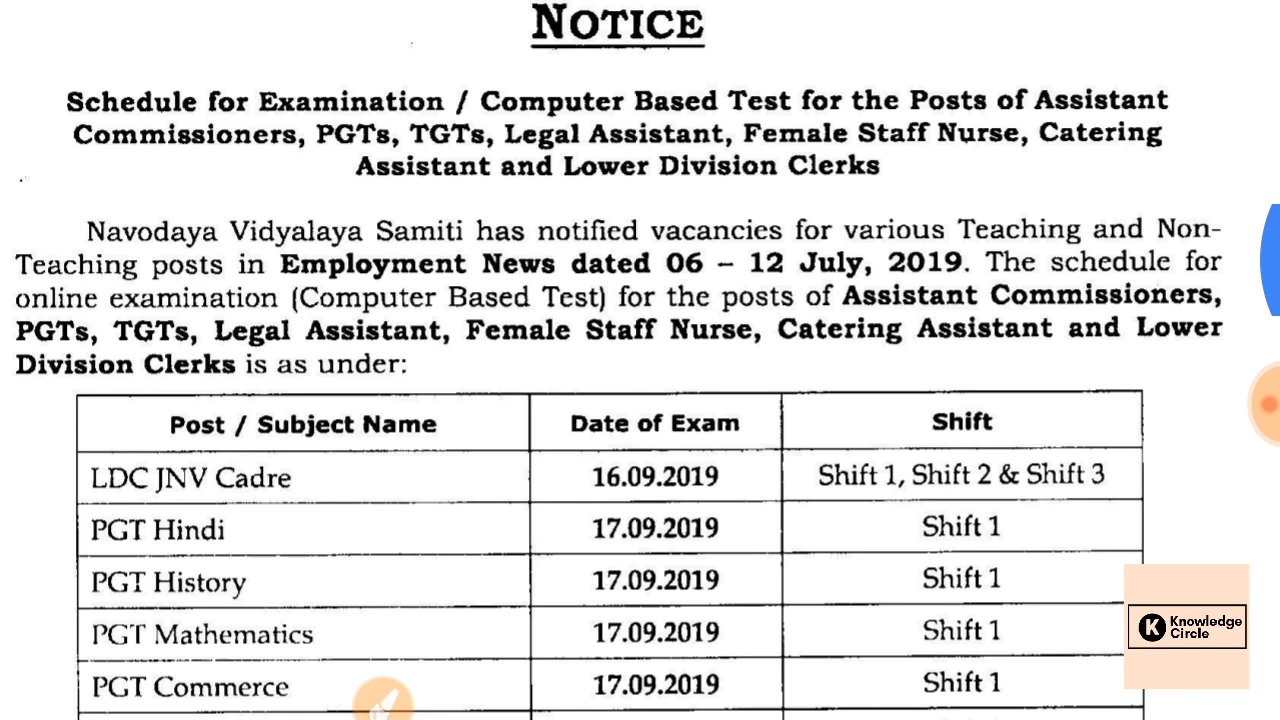 NOTICE
Schedule for Examination / Computer Based Test for the Posts of Assistant
Commissioners, PGTs, TGTs, Legal Assistant, Female Staff Nurse, Catering
Assistant and Lower Division Clerks
Navodaya Vidyalaya Samiti has notified vacancies for various Teaching and Non-
Teaching posts in Employment News dated 06 – 12 July, 2019. The schedule for
online examination (Computer Based Test) for the posts of Assistant Commissioners,
PGTs, TGTs, Legal Assistant, Female Staff Nurse, Catering Assistant and Lower
Division Clerks is as under:
Post / Subject Name Date of Exam Shift
LDC JNV Cadre 16.09.2019 Shift 1, Shift 2 & Shift 3
PGT Hindi 17.09.2019 Shift 1
PGT History 17.09.2019 Shift 1
PGT Mathematics 17.09.2019 Shift 1
PGT Commerce 17.09.2019 Shift 1
K Knowledge
Circle